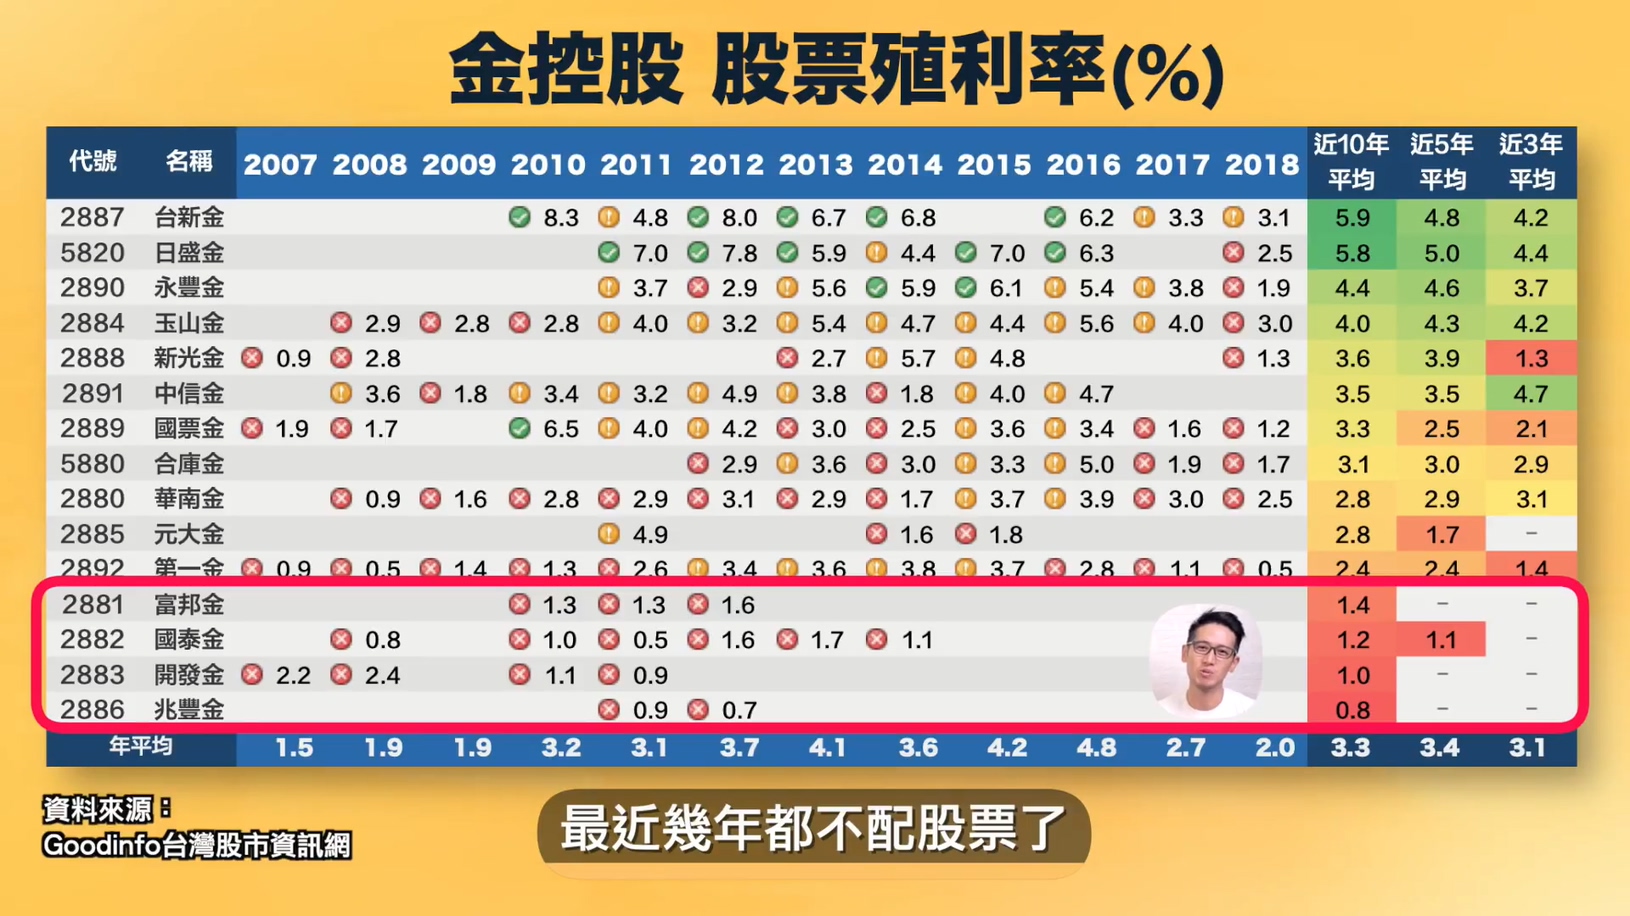 金控股 股票殖利率(%)
代號 名稱 2007 2008 2009 2010 2011 2012 2013 2014 2015 2016 2017 2018 近10年平均 近5年平均 近3年平均
2887 台新金 8.3 4.8 8.0 6.7 6.8 6.2 3.3 3.1 5.9 4.8 4.2
5820 日盛金 7.0 7.8 5.9 4.4 7.0 6.3 2.5 5.8 5.0 4.4
2890 永豐金 3.7 2.9 5.6 5.9 6.1 5.4 3.8 1.9 4.4 4.6 3.7
2884 玉山金 2.9 2.8 2.8 4.0 3.2 5.4 4.7 4.4 5.6 4.0 3.0 4.0 4.3 4.2
2888 新光金 0.9 2.8 2.7 5.7 4.8 1.3 3.6 3.9 1.3
2891 中信金 3.6 1.8 3.4 3.2 4.9 3.8 1.8 4.0 4.7 3.5 3.5 4.7
2889 國票金 1.9 1.7 6.5 4.0 4.2 3.0 2.5 3.6 3.4 1.6 1.2 3.3 2.5 2.1
5880 合庫金 2.9 3.6 3.0 3.3 5.0 1.9 1.7 3.1 3.0 2.9
2880 華南金 0.9 1.6 2.8 2.9 3.1 2.9 1.7 3.7 3.9 3.0 2.5 2.8 2.9 3.1
2885 元大金 4.9 1.6 1.8 2.8 1.7 –
2892 第一金 0.9 0.5 1.4 1.3 2.6 3.4 3.6 3.8 3.7 2.8 1.1 0.5 2.4 2.4 1.4
2881 富邦金 1.3 1.3 1.6 1.4 – –
2882 國泰金 0.8 1.0 0.5 1.6 1.7 1.1 1.2 1.1 –
2883 開發金 2.2 2.4 1.1 0.9 1.0 – –
2886 兆豐金 0.9 0.7 0.8 – –
年平均 1.5 1.9 1.9 3.2 3.1 3.7 4.1 3.6 4.2 4.8 2.7 2.0 3.3 3.4 3.1
資料來源：
Goodinfo台灣股市資訊網
最近幾年都不配股票了